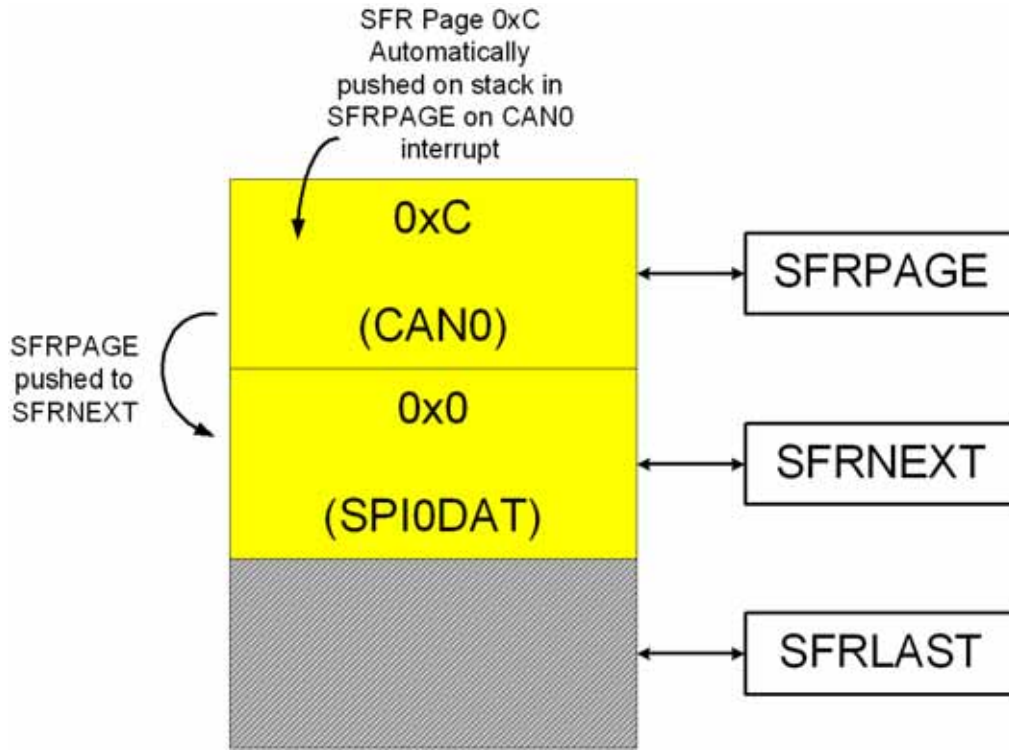 SFR Page 0xC
Automatically
pushed on stack in
SFRPAGE on CAN0
interrupt
0xC
(CAN0)
SFRPAGE
SFRPAGE
pushed to
SFRNEXT
0x0
(SPI0DAT)
SFRNEXT
SFRLAST